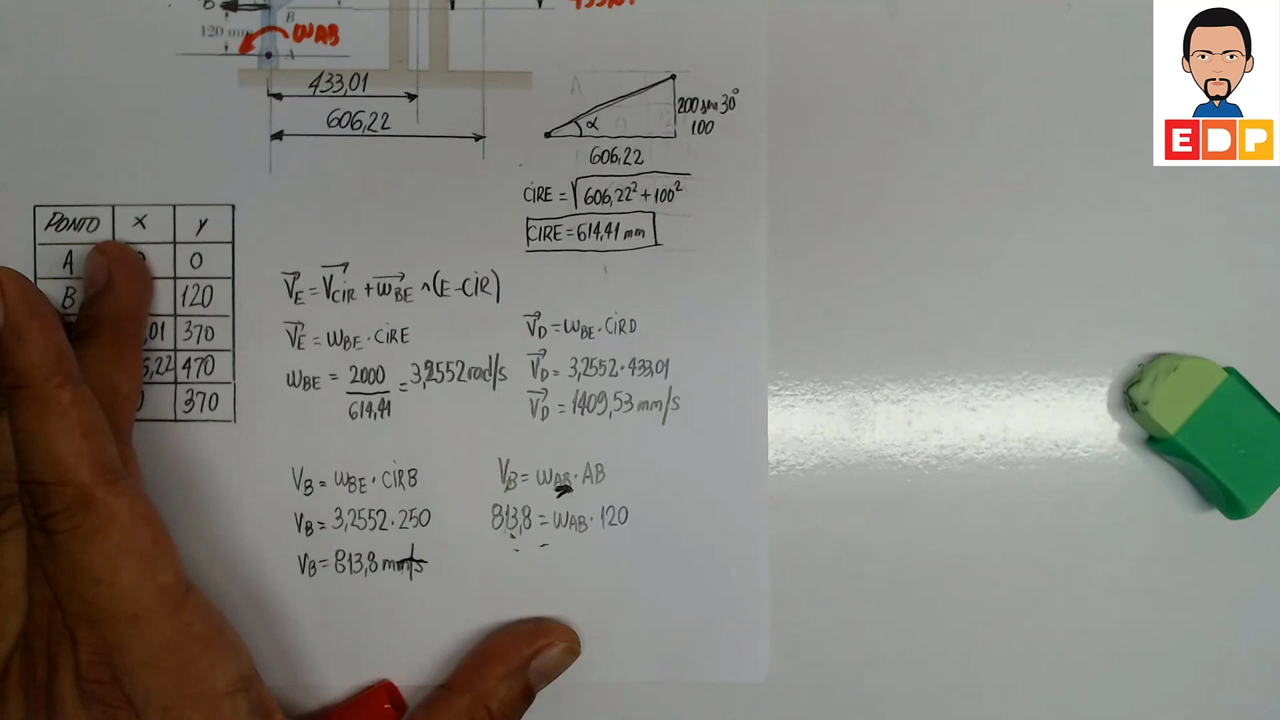 B
B
120 mm
ωAB
A
433,01
606,22
α
200 sen 30°
100
606,22
CIRE = √606,22² + 100²
CIRE = 614,41 mm
PONTO X Y
A 0
B 120
,01 370
,22 470
370
V⃗E = V⃗CIR + ω⃗BE ∧ (E - CIR)
V⃗E = ωBE · CIRE
ωBE = 2000/614,41 = 3,2552 rad/s
V⃗D = ωBE · CIRD
V⃗D = 3,2552 · 433,01
V⃗D = 1409,53 mm/s
VB = ωBE · CIRB
VB = 3,2552 · 250
VB = 813,8 mm/s
VB = ωAB · AB
813,8 = ωAB · 120
EDP